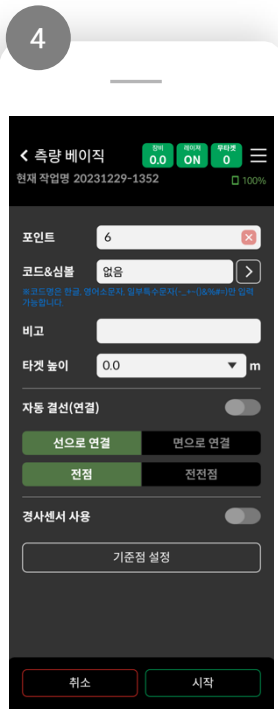 4
측량 베이직
장비
0.0
레이저
ON
무타겟
0
현재 작업명 20231229-1352
100%
포인트
6
코드&심볼
없음
※코드명은 한글, 영어소문자, 일부특수문자(-_+=()&%#=)만 입력
가능합니다.
비고
타겟 높이
0.0
m
자동 결선(연결)
선으로 연결
면으로 연결
전점
전전점
경사센서 사용
기준점 설정
취소
시작